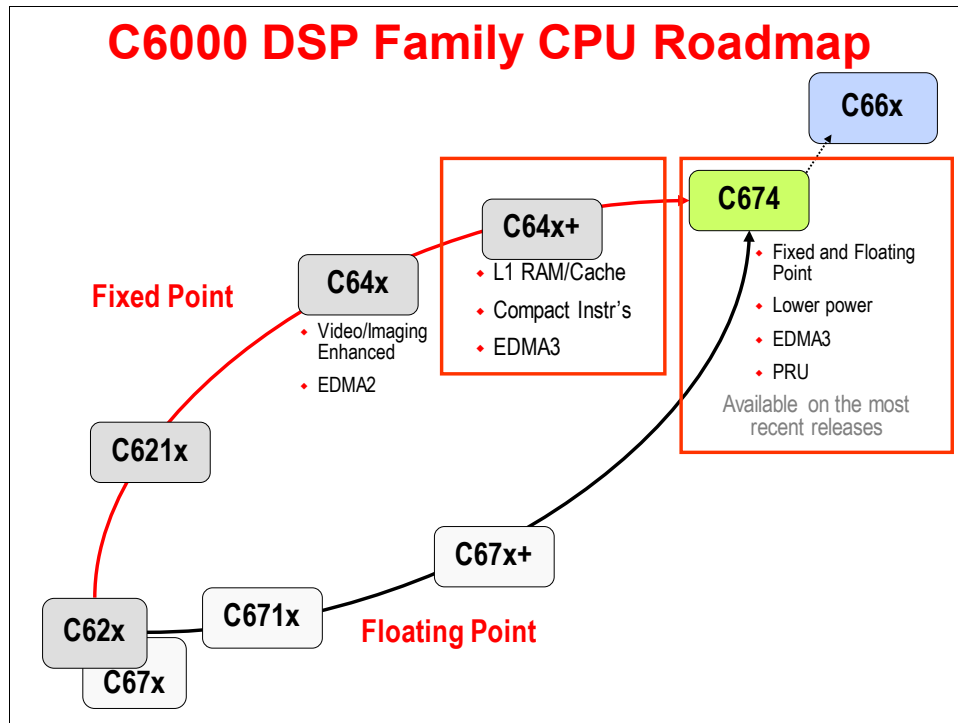 C6000 DSP Family CPU Roadmap
C66x
C674
C64x+
C64x
Fixed Point
L1 RAM/Cache
Compact Instr's
EDMA3
Fixed and Floating
Point
Lower power
EDMA3
PRU
Available on the most
recent releases
Video/Imaging
Enhanced
EDMA2
C621x
C67x+
C671x
Floating Point
C62x
C67x